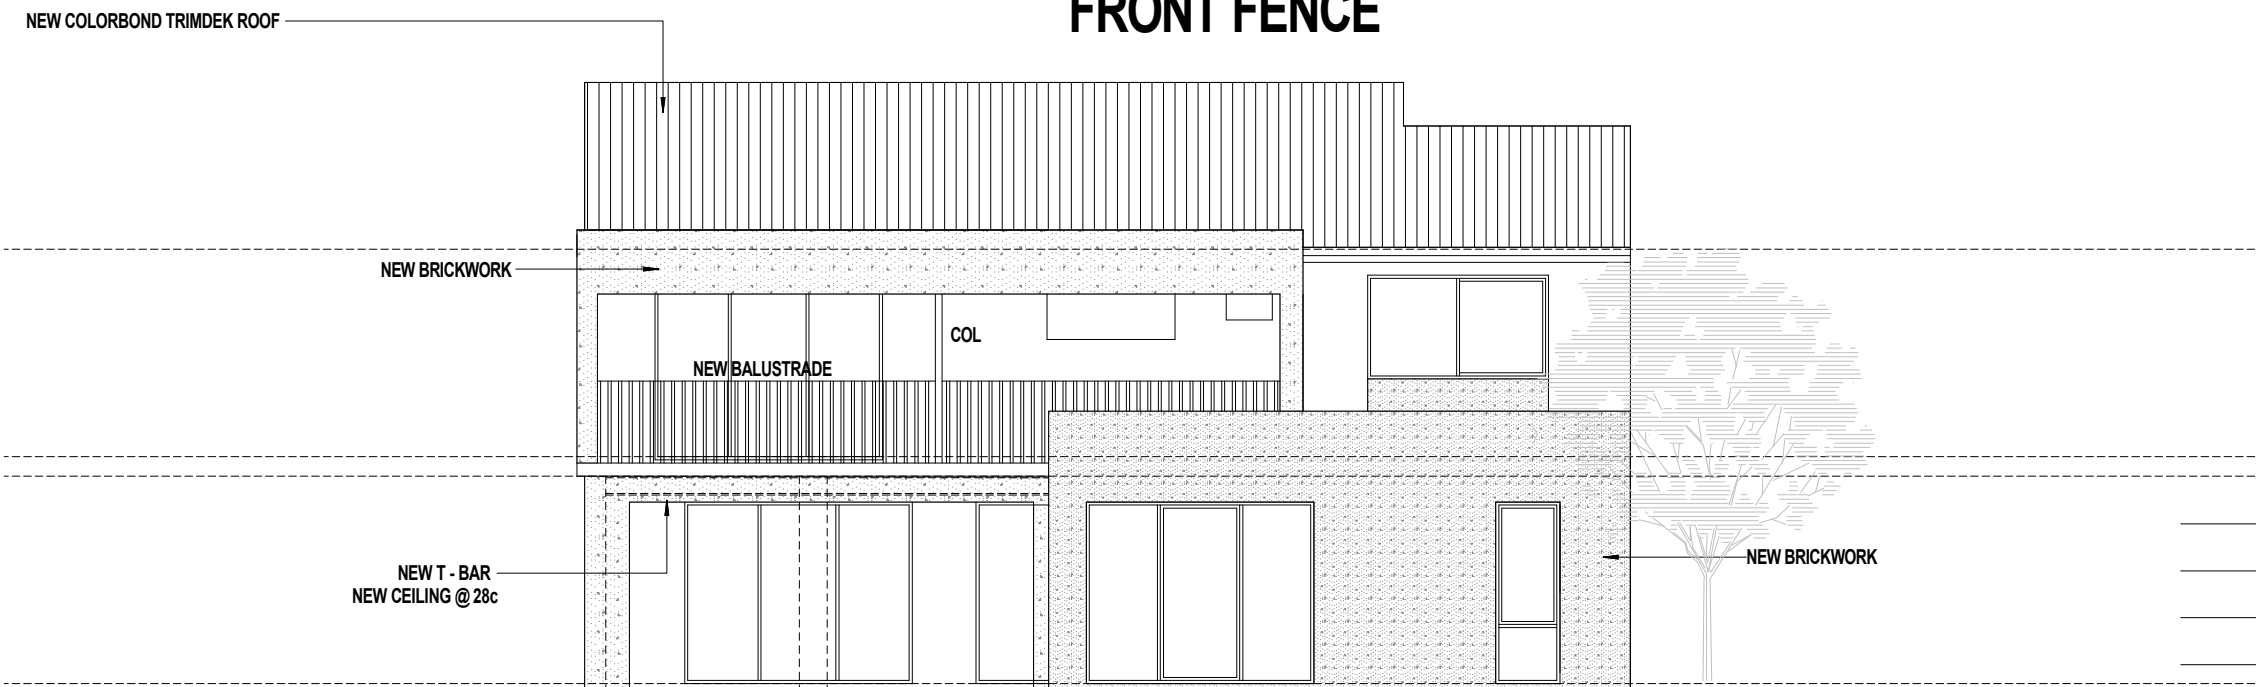 FRONT FENCE
NEW COLORBOND TRIMDEK ROOF
NEW BRICKWORK
COL
NEW BALUSTRADE
NEW BRICKWORK
NEW T - BAR
NEW CEILING @ 28c